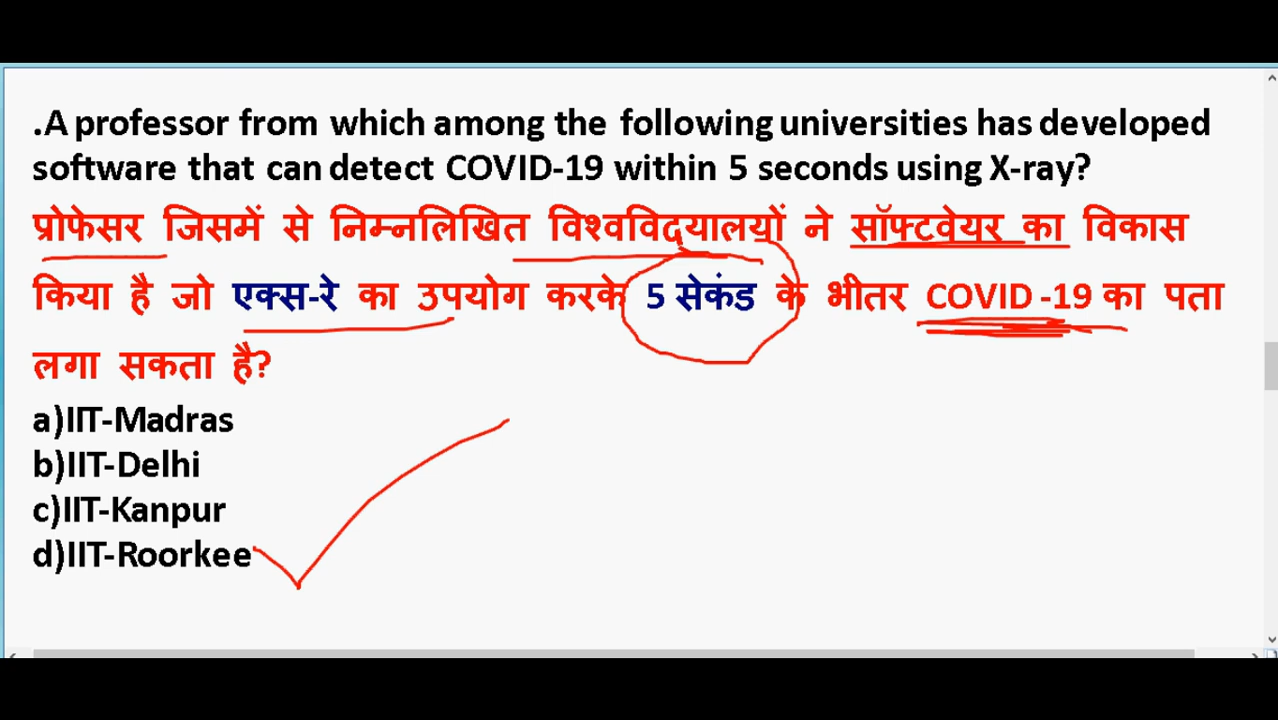 .A professor from which among the following universities has developed
software that can detect COVID-19 within 5 seconds using X-ray?
प्रोफेसर जिसमें से निम्नलिखित विश्वविद्यालयों ने सॉफ्टवेयर का विकास
किया है जो एक्स-रे का उपयोग करके 5 सेकंड के भीतर COVID -19 का पता
लगा सकता है?
a)IIT-Madras
b)IIT-Delhi
c)IIT-Kanpur
d)IIT-Roorkee